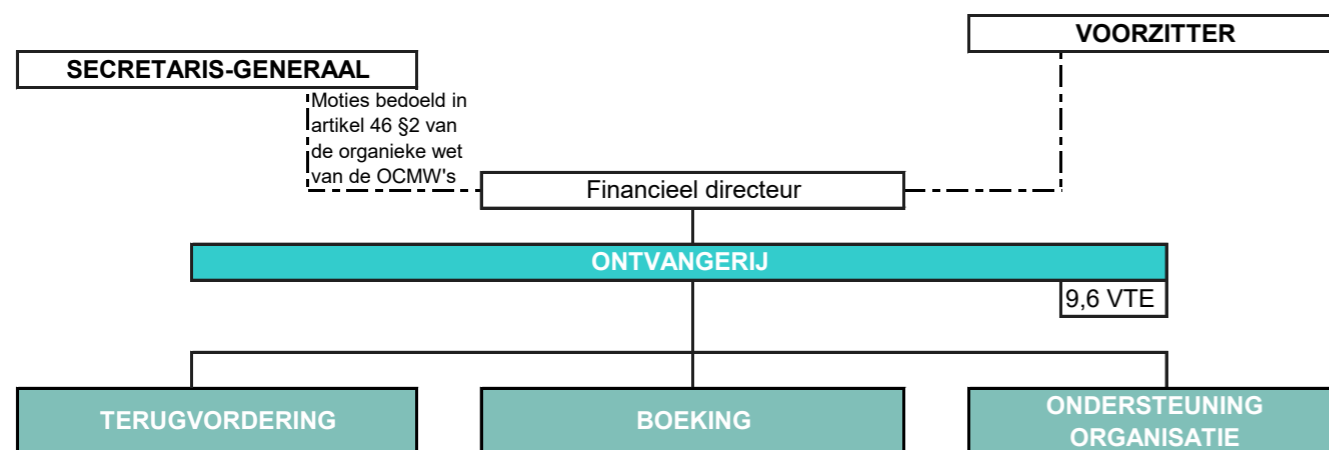 VOORZITTER
SECRETARIS-GENERAAL
Moties bedoeld in
artikel 46 §2 van
de organieke wet
van de OCMW's
Financieel directeur
ONTVANGERIJ
9,6 VTE
TERUGVORDERING
BOEKING
ONDERSTEUNING
ORGANISATIE